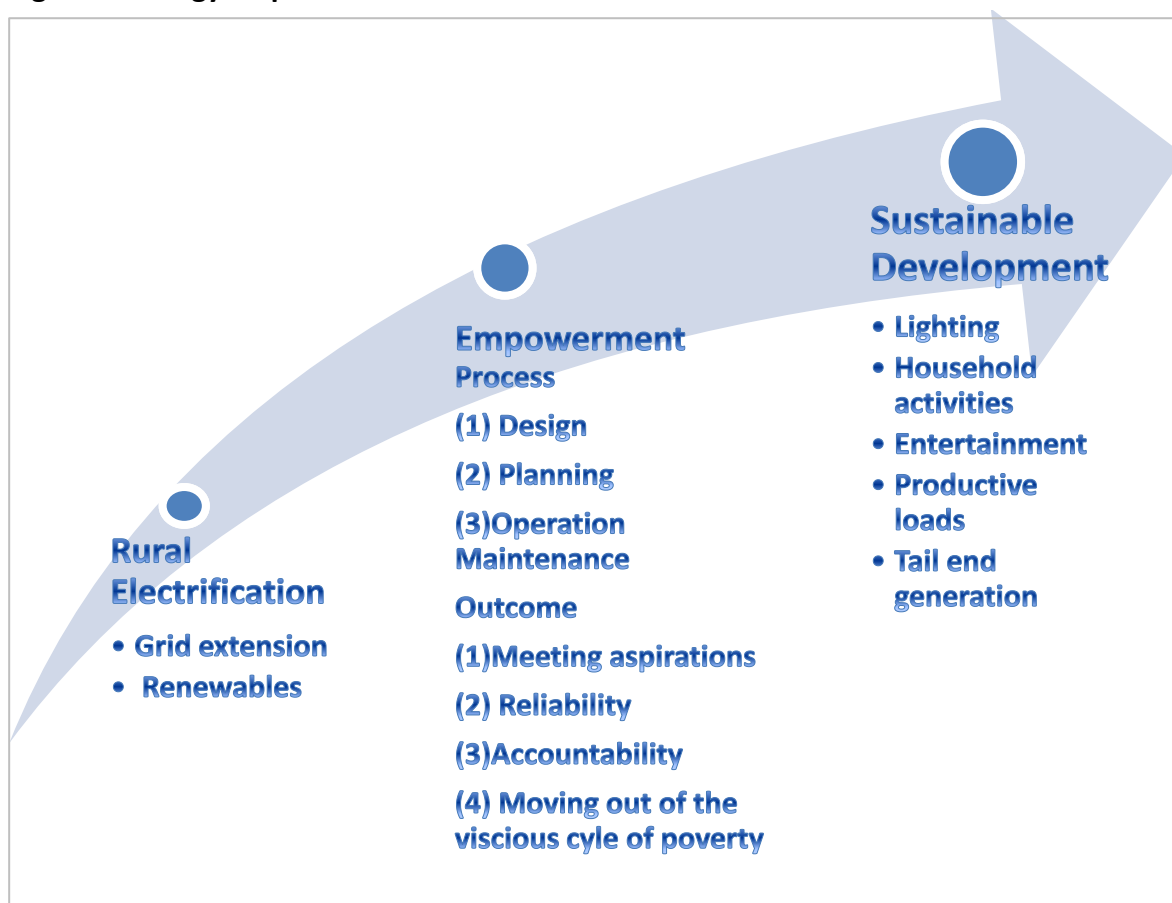 Rural
Electrification
• Grid extension
• Renewables
Empowerment
Process
(1) Design
(2) Planning
(3)Operation
Maintenance
Outcome
(1)Meeting aspirations
(2) Reliability
(3)Accountability
(4) Moving out of the
viscious cyle of poverty
Sustainable
Development
• Lighting
• Household
activities
• Entertainment
• Productive
loads
• Tail end
generation